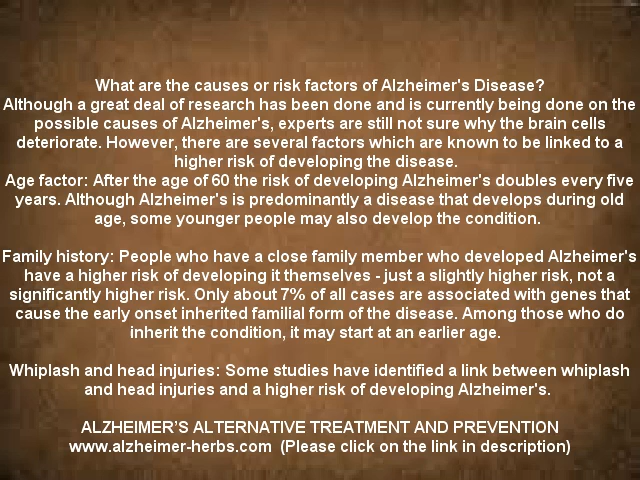 What are the causes or risk factors of Alzheimer's Disease?
Although a great deal of research has been done and is currently being done on the
possible causes of Alzheimer's, experts are still not sure why the brain cells
deteriorate. However, there are several factors which are known to be linked to a
higher risk of developing the disease.
Age factor: After the age of 60 the risk of developing Alzheimer's doubles every five
years. Although Alzheimer's is predominantly a disease that develops during old
age, some younger people may also develop the condition.
Family history: People who have a close family member who developed Alzheimer's
have a higher risk of developing it themselves - just a slightly higher risk, not a
significantly higher risk. Only about 7% of all cases are associated with genes that
cause the early onset inherited familial form of the disease. Among those who do
inherit the condition, it may start at an earlier age.
Whiplash and head injuries: Some studies have identified a link between whiplash
and head injuries and a higher risk of developing Alzheimer's.
ALZHEIMER’S ALTERNATIVE TREATMENT AND PREVENTION
www.alzheimer-herbs.com (Please click on the link in description)